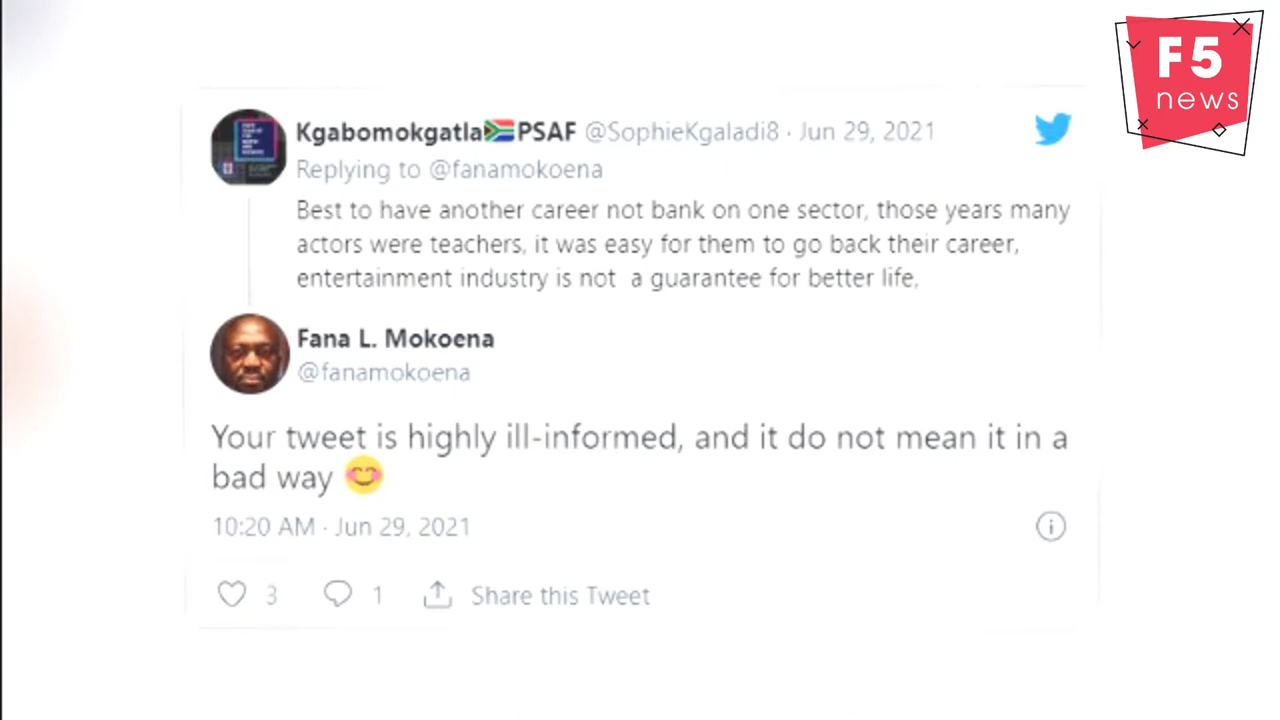 F5
news
Kgabomokgatla🇿🇦PSAF @SophieKgaladi8 · Jun 29, 2021
Replying to @fanamokoena
Best to have another career not bank on one sector, those years many
actors were teachers, it was easy for them to go back their career,
entertainment industry is not  a guarantee for better life,
Fana L. Mokoena
@fanamokoena
Your tweet is highly ill-informed, and it do not mean it in a
bad way 😊
10:20 AM · Jun 29, 2021
3 1 Share this Tweet